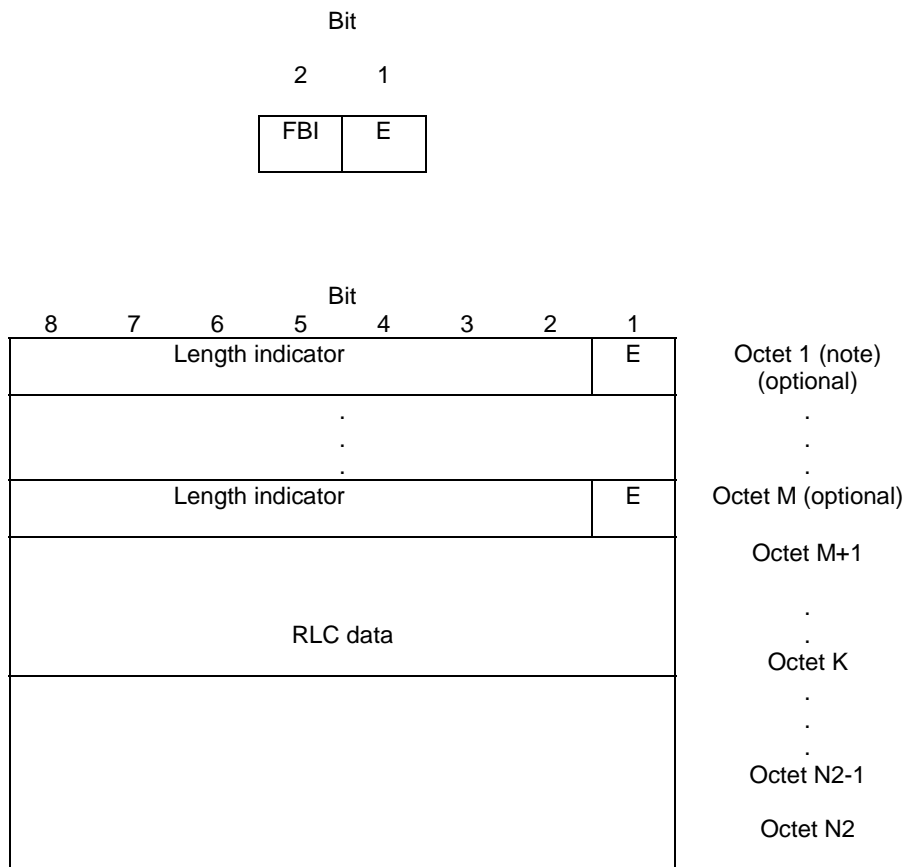 Bit
2 1
FBI E
Bit
8 7 6 5 4 3 2 1
Length indicator E Octet 1 (note)
(optional)
. .
. .
. .
Length indicator E Octet M (optional)
Octet M+1
.
RLC data .
Octet K
.
.
.
Octet N2-1
Octet N2